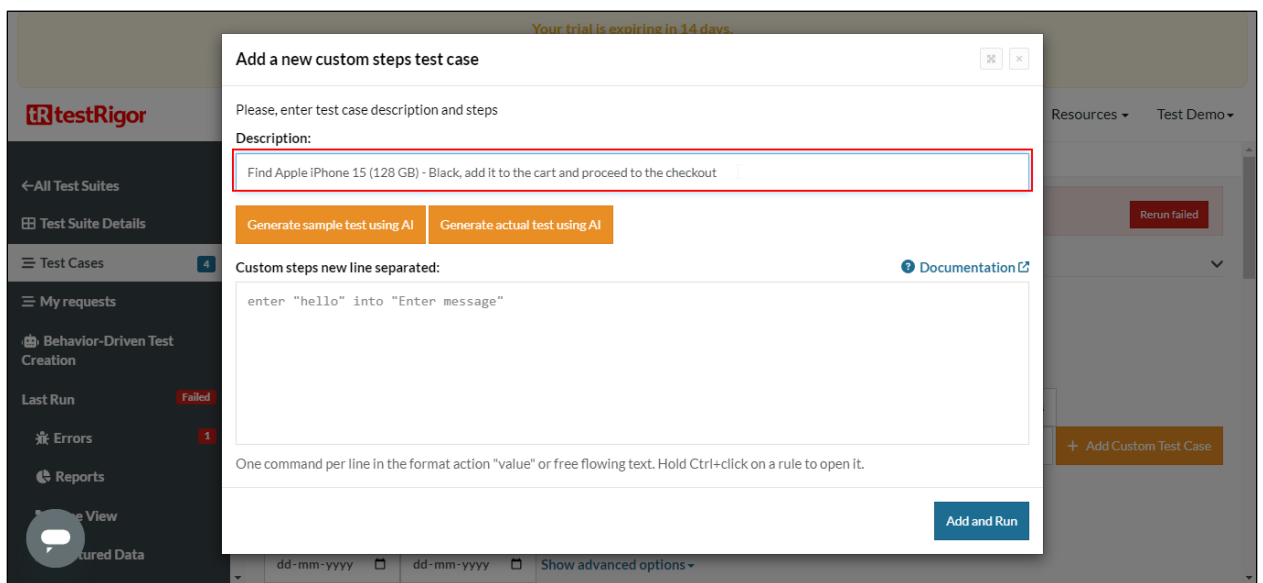 Your trial is expiring in 14 days.
Add a new custom steps test case
tR testRigor
Resources
Test Demo
Please, enter test case description and steps
Description:
Find Apple iPhone 15 (128 GB) - Black, add it to the cart and proceed to the checkout
Generate sample test using AI
Generate actual test using AI
Custom steps new line separated:
Documentation
enter "hello" into "Enter message"
One command per line in the format action "value" or free flowing text. Hold Ctrl+click on a rule to open it.
Add and Run
←All Test Suites
Test Suite Details
Test Cases 4
My requests
Behavior-Driven Test
Creation
Last Run Failed
Errors 1
Reports
View
Data
Rerun failed
+ Add Custom Test Case
dd-mm-yyyy
dd-mm-yyyy
Show advanced options